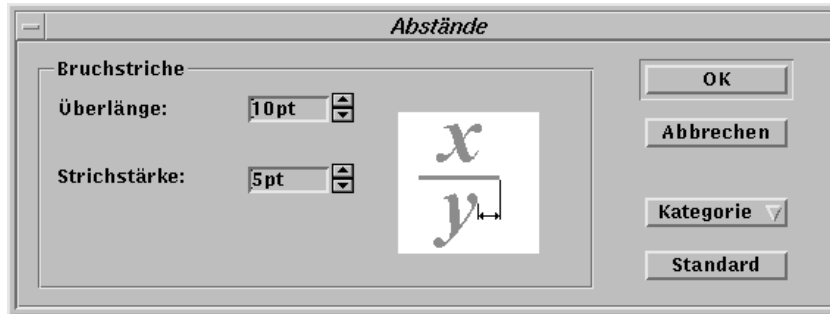 Abstände
Bruchstriche
Überlänge: 10pt
Strichstärke: 5pt
x
y
OK
Abbrechen
Kategorie
Standard